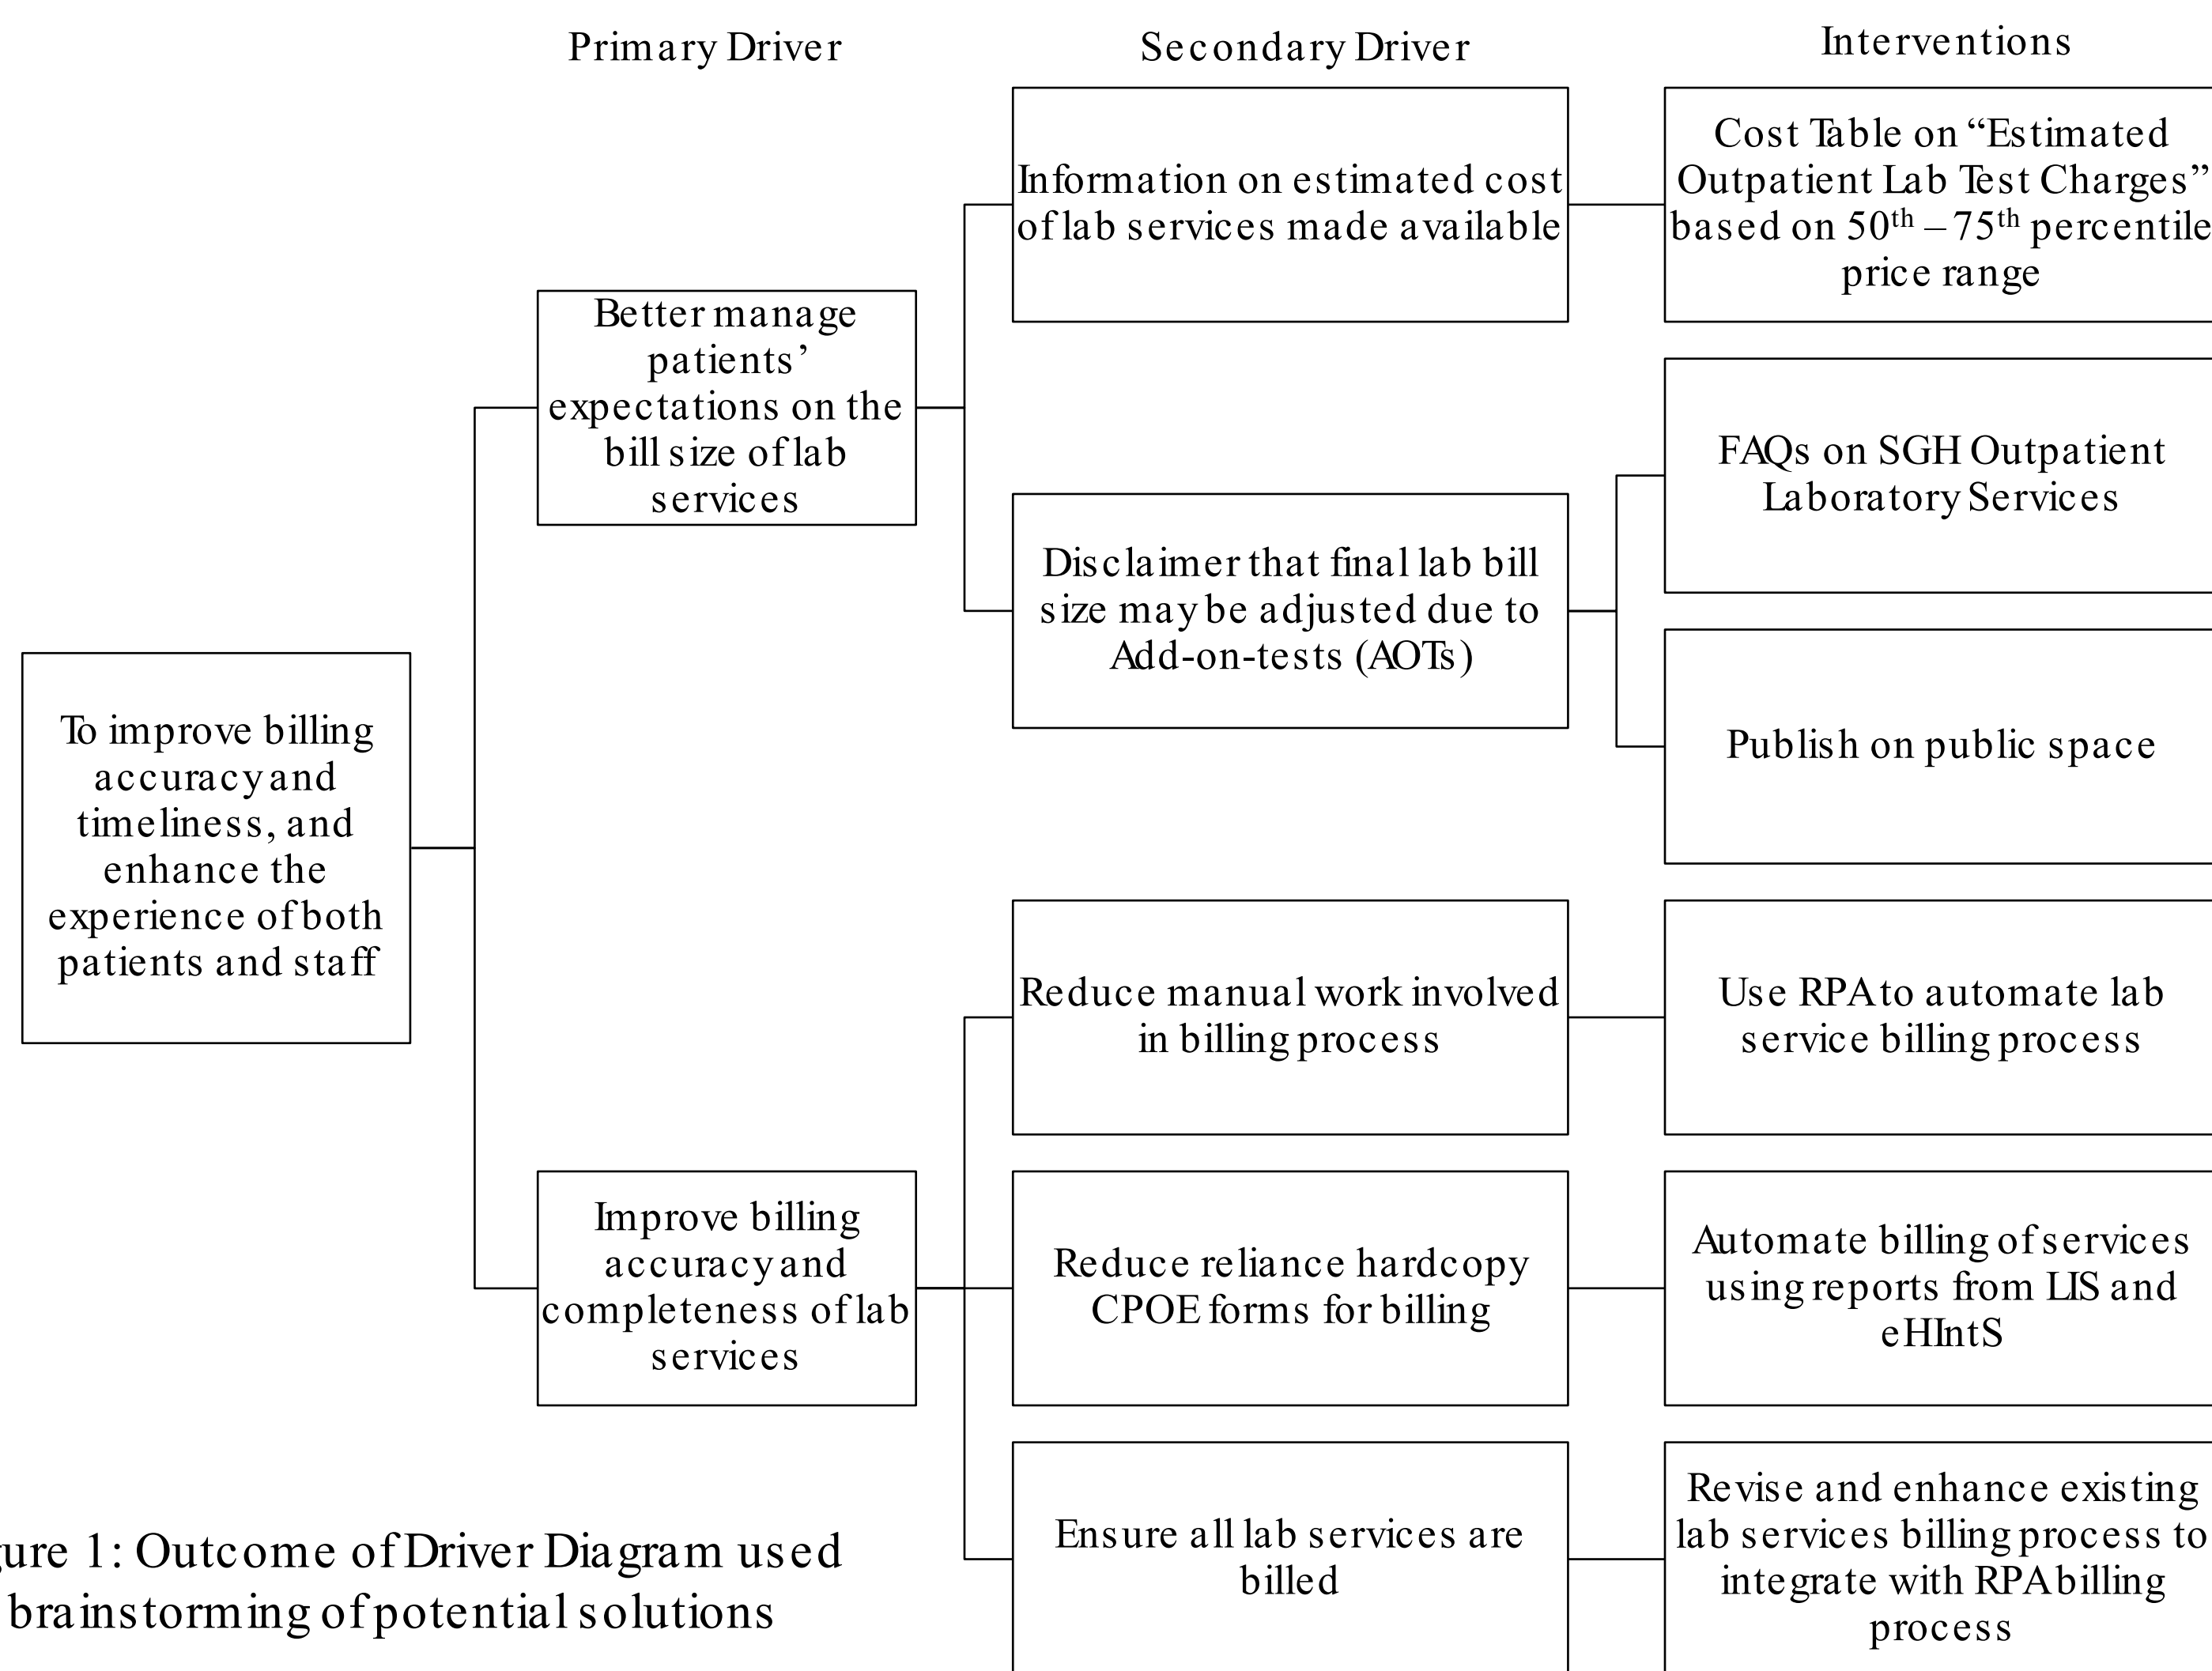 Primary Driver
Secondary Driver
Interventions
To improve billing
accuracy and
timeliness, and
enhance the
experience of both
patients and staff
Better manage
patients’
expectations on the
bill size of lab
services
Information on estimated cost
of lab services made available
Cost Table on “Estimated
Outpatient Lab Test Charges”
based on 50th – 75th percentile
price range
Disclaimer that final lab bill
size may be adjusted due to
Add-on-tests (AOTs)
FAQs on SGH Outpatient
Laboratory Services
Publish on public space
Improve billing
accuracy and
completeness of lab
services
Reduce manual work involved
in billing process
Use RPA to automate lab
service billing process
Reduce reliance hardcopy
CPOE forms for billing
Automate billing of services
using reports from LIS and
eHIntS
Ensure all lab services are
billed
Revise and enhance existing
lab services billing process to
integrate with RPA billing
process
gure 1: Outcome of Driver Diagram used
brainstorming of potential solutions